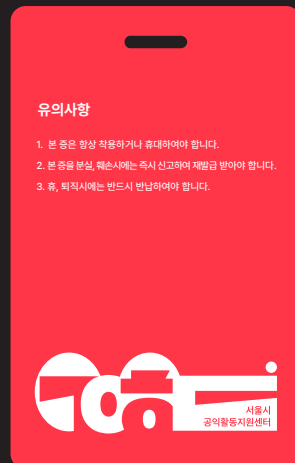 유의사항
1. 본 증은 항상 착용하거나 휴대하여야 합니다.
2. 본 증을 분실, 훼손시에는 즉시 신고하여 재발급 받아야 합니다.
3. 휴, 퇴직시에는 반드시 반납하여야 합니다.
서울시
공익활동지원센터